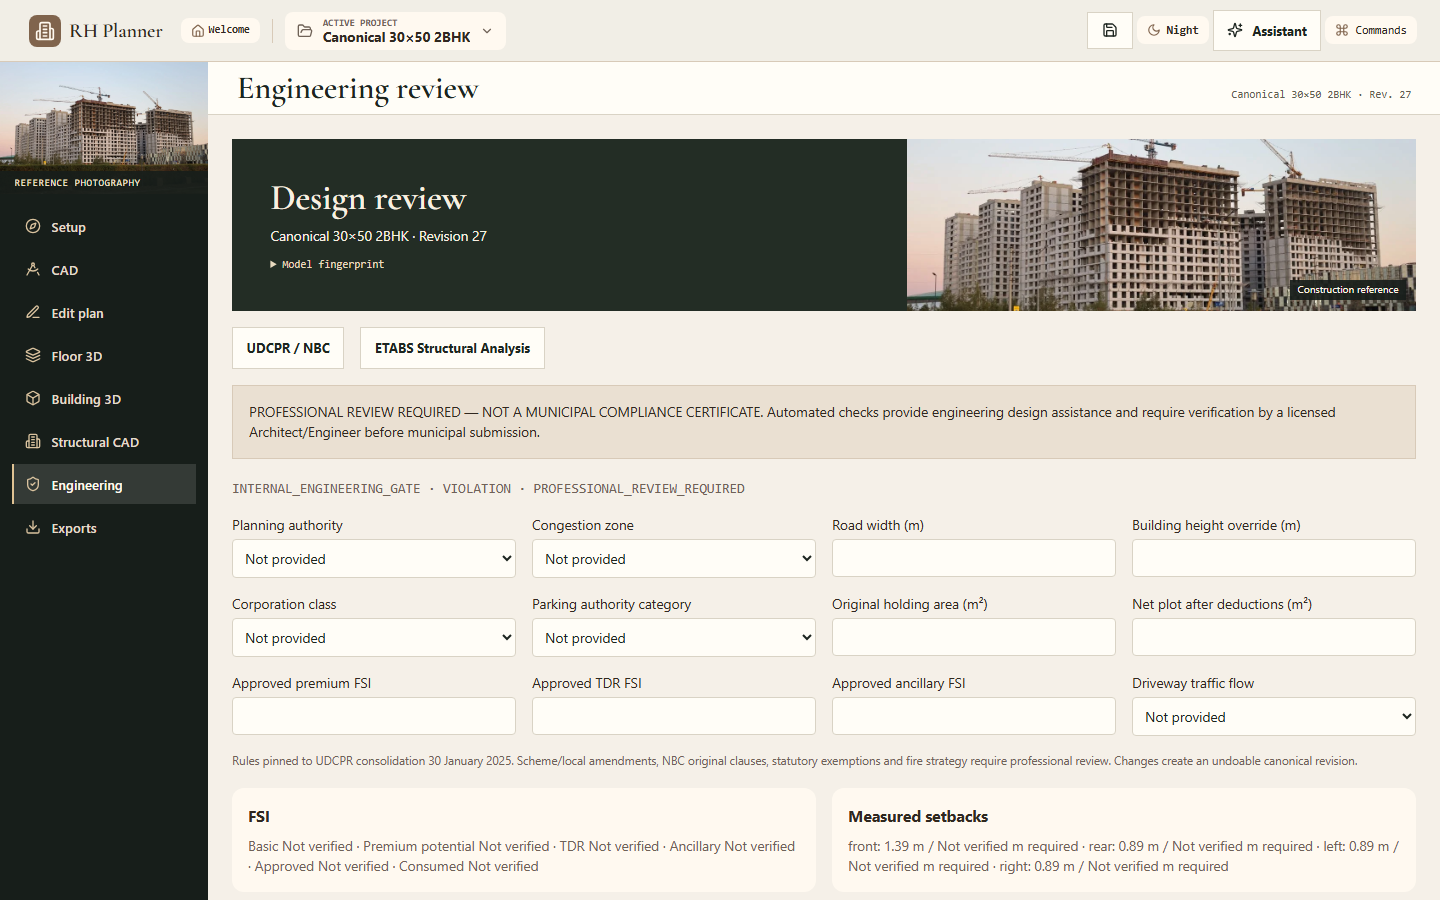 RH Planner
Welcome
ACTIVE PROJECT
Canonical 30×50 2BHK
Night
Assistant
Commands
REFERENCE PHOTOGRAPHY
Setup
CAD
Edit plan
Floor 3D
Building 3D
Structural CAD
Engineering
Exports
Engineering review
Canonical 30×50 2BHK · Rev. 27
Design review
Canonical 30×50 2BHK · Revision 27
▶ Model fingerprint
Construction reference
UDCPR / NBC
ETABS Structural Analysis
PROFESSIONAL REVIEW REQUIRED — NOT A MUNICIPAL COMPLIANCE CERTIFICATE. Automated checks provide engineering design assistance and require verification by a licensed
Architect/Engineer before municipal submission.
INTERNAL_ENGINEERING_GATE · VIOLATION · PROFESSIONAL_REVIEW_REQUIRED
Planning authority
Congestion zone
Road width (m)
Building height override (m)
Not provided
Not provided
Corporation class
Parking authority category
Original holding area (m²)
Net plot after deductions (m²)
Not provided
Not provided
Approved premium FSI
Approved TDR FSI
Approved ancillary FSI
Driveway traffic flow
Not provided
Rules pinned to UDCPR consolidation 30 January 2025. Scheme/local amendments, NBC original clauses, statutory exemptions and fire strategy require professional review. Changes create an undoable canonical revision.
FSI
Basic Not verified · Premium potential Not verified · TDR Not verified · Ancillary Not verified
· Approved Not verified · Consumed Not verified
Measured setbacks
front: 1.39 m / Not verified m required · rear: 0.89 m / Not verified m required · left: 0.89 m /
Not verified m required · right: 0.89 m / Not verified m required